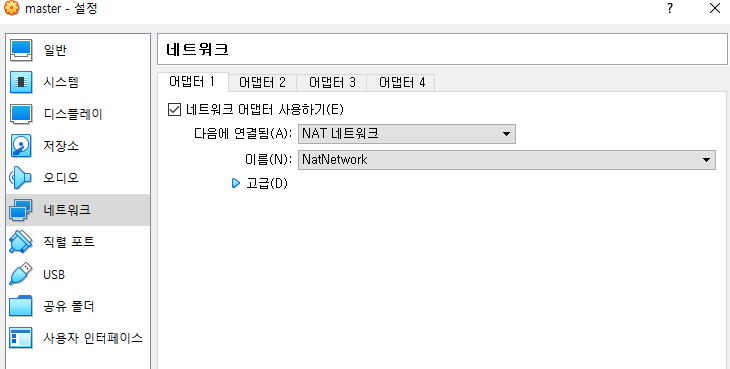 master - 설정
?
일반
시스템
디스플레이
저장소
오디오
네트워크
직렬 포트
USB
공유 폴더
사용자 인터페이스
네트워크
어댑터 1 어댑터 2 어댑터 3 어댑터 4
네트워크 어댑터 사용하기(E)
다음에 연결됨(A): NAT 네트워크
이름(N): NatNetwork
고급(D)